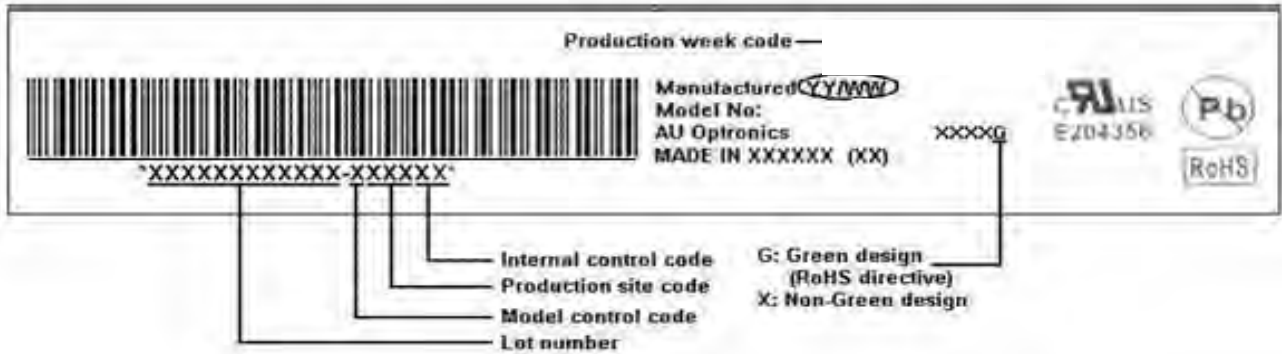 Production week code
Manufactured YY/WW
Model No:
AU Optronics XXXXG
MADE IN XXXXXX (XX)
C RU US
E204356
Pb
RoHS
*XXXXXXXXXXXX-XXXXXX*
Internal control code
Production site code
Model control code
Lot number
G: Green design
(RoHS directive)
X: Non-Green design